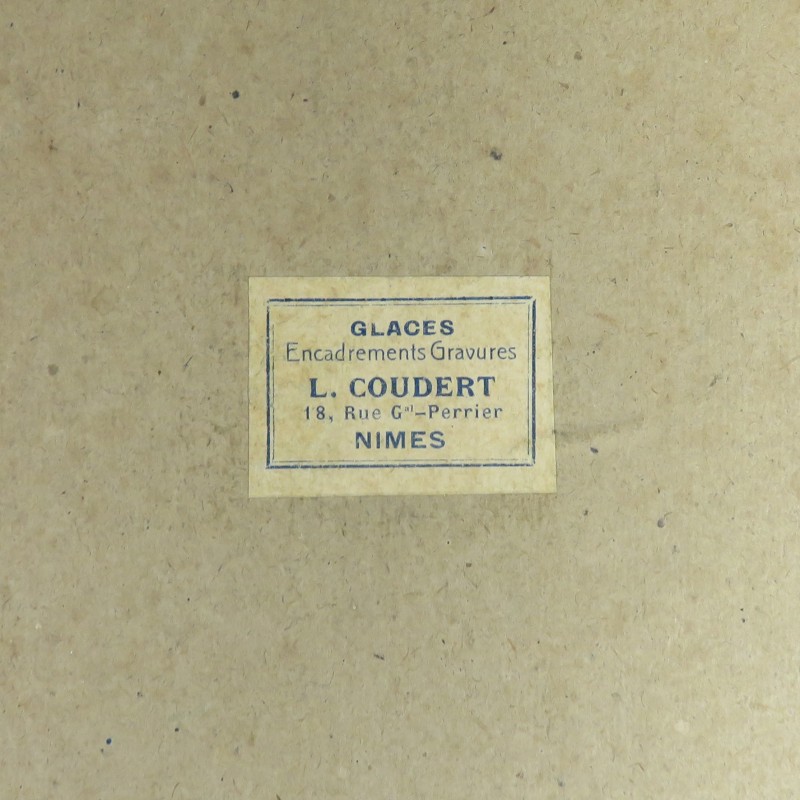 GLACES
Encadrements Gravures
L. COUDERT
18, Rue Gal-Perrier
NIMES